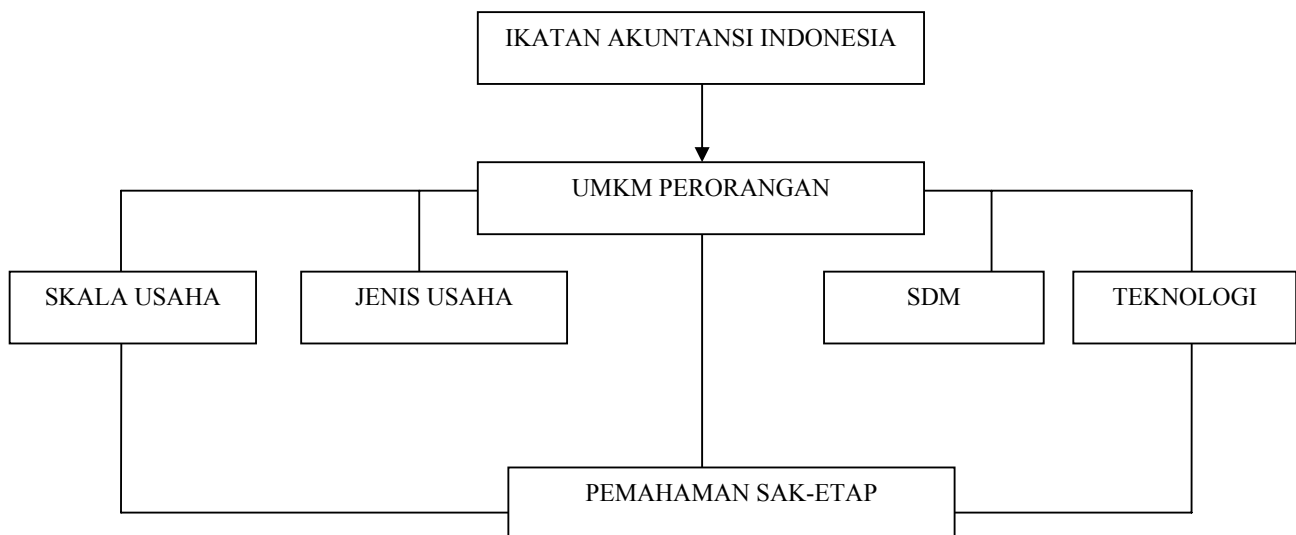 IKATAN AKUNTANSI INDONESIA
UMKM PERORANGAN
SKALA USAHA
JENIS USAHA
SDM
TEKNOLOGI
PEMAHAMAN SAK-ETAP